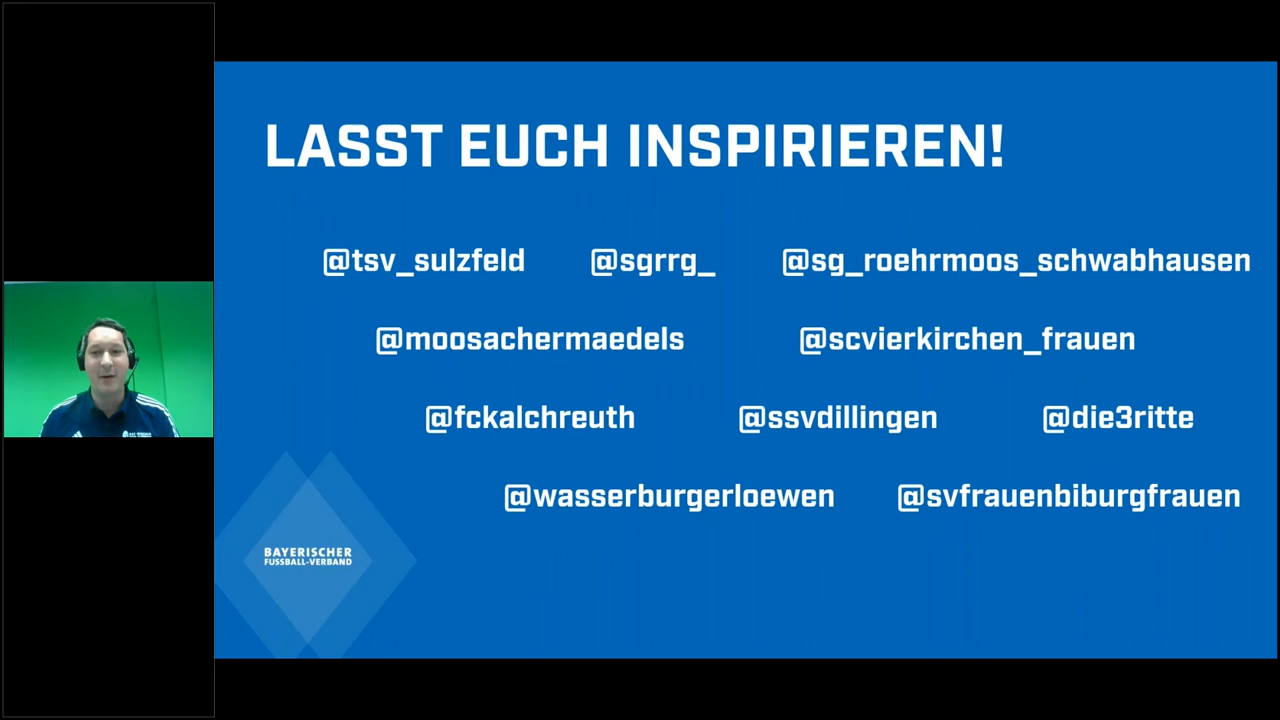 LASST EUCH INSPIRIEREN!
@tsv_sulzfeld @sgrrg_ @sg_roehrmoos_schwabhausen
@moosachermaedels @scvierkirchen_frauen
@fckalchreuth @ssvdillingen @die3ritte
@wasserburgerloewen @svfrauenbiburgfrauen
BAYERISCHER
FUSSBALL-VERBAND